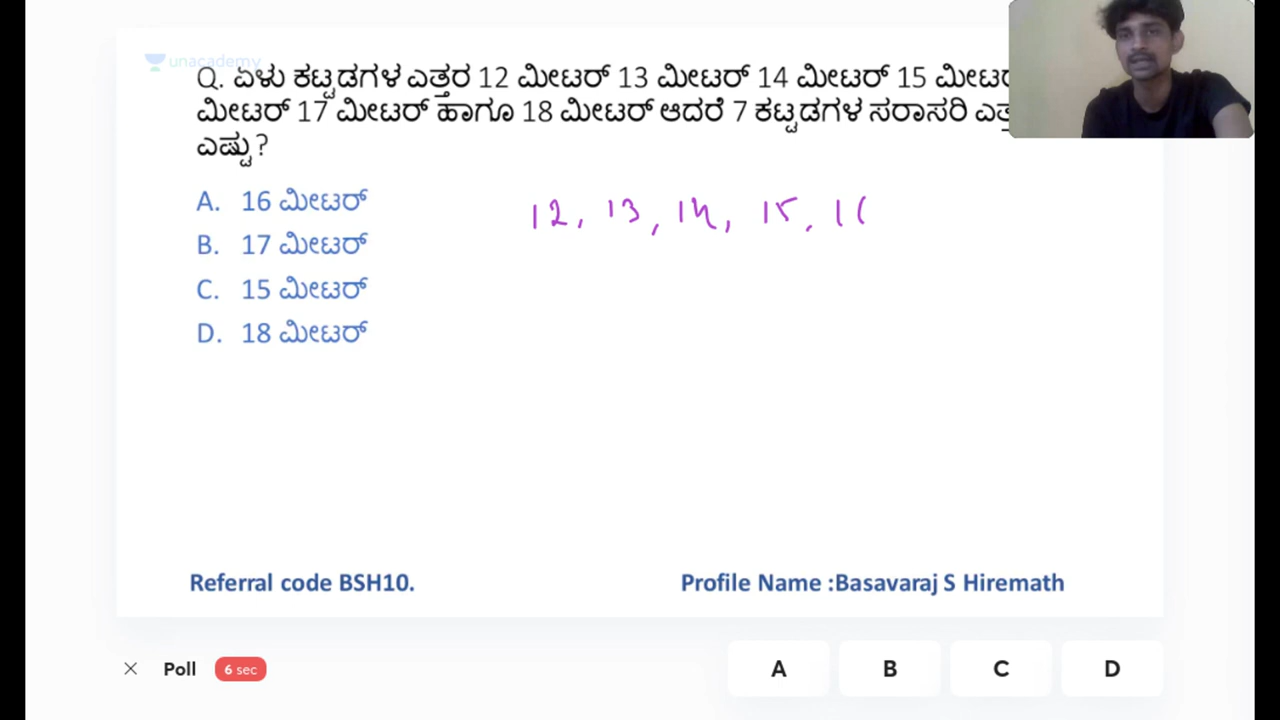 unacademy
Q. ಏಳು ಕಟ್ಟಡಗಳ ಎತ್ತರ 12 ಮೀಟರ್ 13 ಮೀಟರ್ 14 ಮೀಟರ್ 15
ಮೀಟರ್ 17 ಮೀಟರ್ ಹಾಗೂ 18 ಮೀಟರ್ ಆದರೆ 7 ಕಟ್ಟಡಗಳ ಸರಾಸರಿ
ಎಷ್ಟು?
A. 16 ಮೀಟರ್
B. 17 ಮೀಟರ್
C. 15 ಮೀಟರ್
D. 18 ಮೀಟರ್
12, 13, 14, 15, 1
Referral code BSH10.
Profile Name :Basavaraj S Hiremath
Poll
6 sec
A B C D